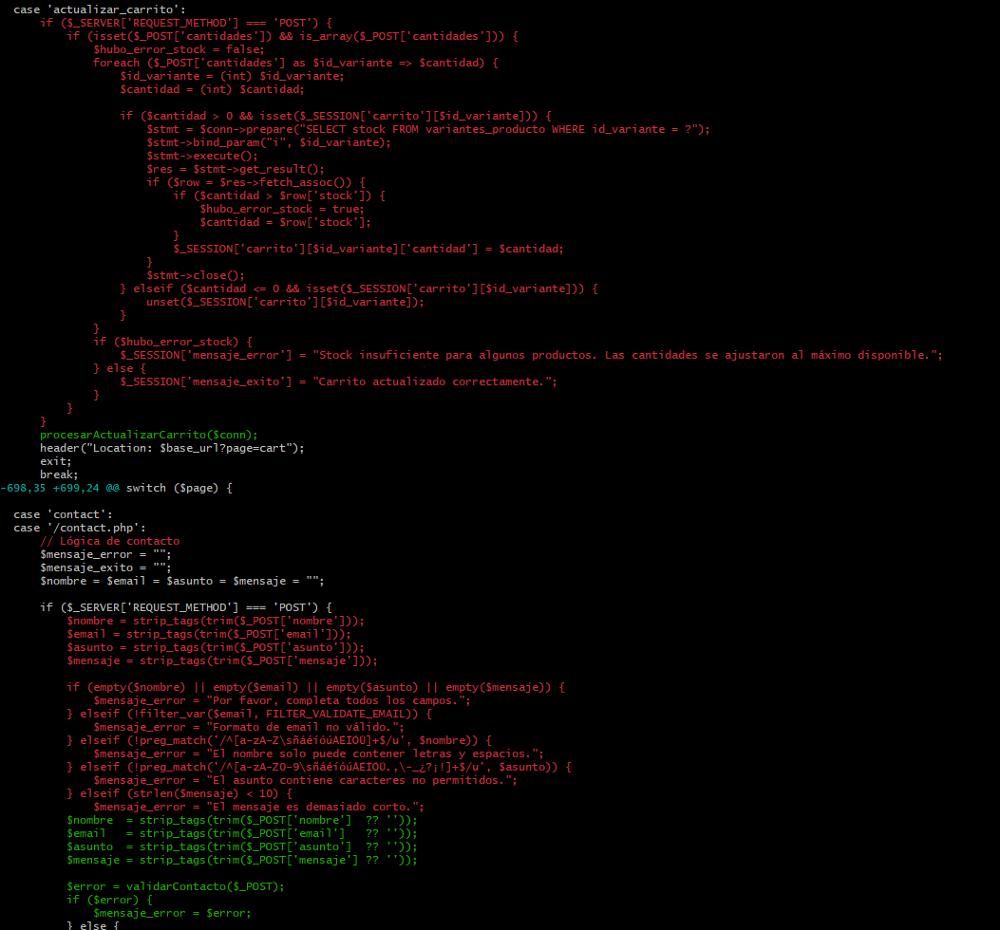 case 'actualizar_carrito':
if ($_SERVER['REQUEST_METHOD'] === 'POST') {
if (isset($_POST['cantidades']) && is_array($_POST['cantidades'])) {
$hubo_error_stock = false;
foreach ($_POST['cantidades'] as $id_variante => $cantidad) {
$id_variante = (int) $id_variante;
$cantidad = (int) $cantidad;
if ($cantidad > 0 && isset($_SESSION['carrito'][$id_variante])) {
$stmt = $conn->prepare("SELECT stock FROM variantes_producto WHERE id_variante = ?");
$stmt->bind_param("i", $id_variante);
$stmt->execute();
$res = $stmt->get_result();
if ($row = $res->fetch_assoc()) {
if ($cantidad > $row['stock']) {
$hubo_error_stock = true;
$cantidad = $row['stock'];
}
$_SESSION['carrito'][$id_variante]['cantidad'] = $cantidad;
}
$stmt->close();
} elseif ($cantidad <= 0 && isset($_SESSION['carrito'][$id_variante])) {
unset($_SESSION['carrito'][$id_variante]);
}
}
if ($hubo_error_stock) {
$_SESSION['mensaje_error'] = "Stock insuficiente para algunos productos. Las cantidades se ajustaron al máximo disponible.";
} else {
$_SESSION['mensaje_exito'] = "Carrito actualizado correctamente.";
}
}
}
procesarActualizarCarrito($conn);
header("Location: $base_url?page=cart");
exit;
break;
-698,35 +699,24 @@ switch ($page) {
case 'contact':
case '/contact.php':
// Lógica de contacto
$mensaje_error = "";
$mensaje_exito = "";
$nombre = $email = $asunto = $mensaje = "";
if ($_SERVER['REQUEST_METHOD'] === 'POST') {
$nombre = strip_tags(trim($_POST['nombre']));
$email = strip_tags(trim($_POST['email']));
$asunto = strip_tags(trim($_POST['asunto']));
$mensaje = strip_tags(trim($_POST['mensaje']));
if (empty($nombre) || empty($email) || empty($asunto) || empty($mensaje)) {
$mensaje_error = "Por favor, completa todos los campos.";
} elseif (!filter_var($email, FILTER_VALIDATE_EMAIL)) {
$mensaje_error = "Formato de email no válido.";
} elseif (!preg_match('/^[a-zA-Z\sñáéíóúÁÉÍÓÚ]+$/u', $nombre)) {
$mensaje_error = "El nombre solo puede contener letras y espacios.";
} elseif (!preg_match('/^[a-zA-Z0-9\sñáéíóúÁÉÍÓÚ.,\-_¿?¡!]+$/u', $asunto)) {
$mensaje_error = "El asunto contiene caracteres no permitidos.";
} elseif (strlen($mensaje) < 10) {
$mensaje_error = "El mensaje es demasiado corto.";
$nombre  = strip_tags(trim($_POST['nombre']  ?? ''));
$email   = strip_tags(trim($_POST['email']   ?? ''));
$asunto  = strip_tags(trim($_POST['asunto']  ?? ''));
$mensaje = strip_tags(trim($_POST['mensaje'] ?? ''));
$error = validarContacto($_POST);
if ($error) {
$mensaje_error = $error;
} else {